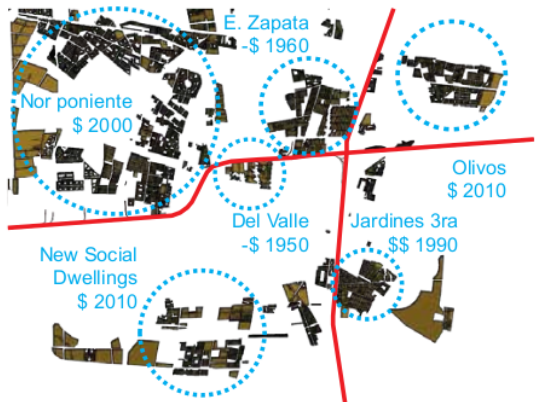 E. Zapata
-$ 1960
Nor poniente
$ 2000
Olivos
$ 2010
Del Valle
-$ 1950
Jardines 3ra
$$ 1990
New Social
Dwellings
$ 2010